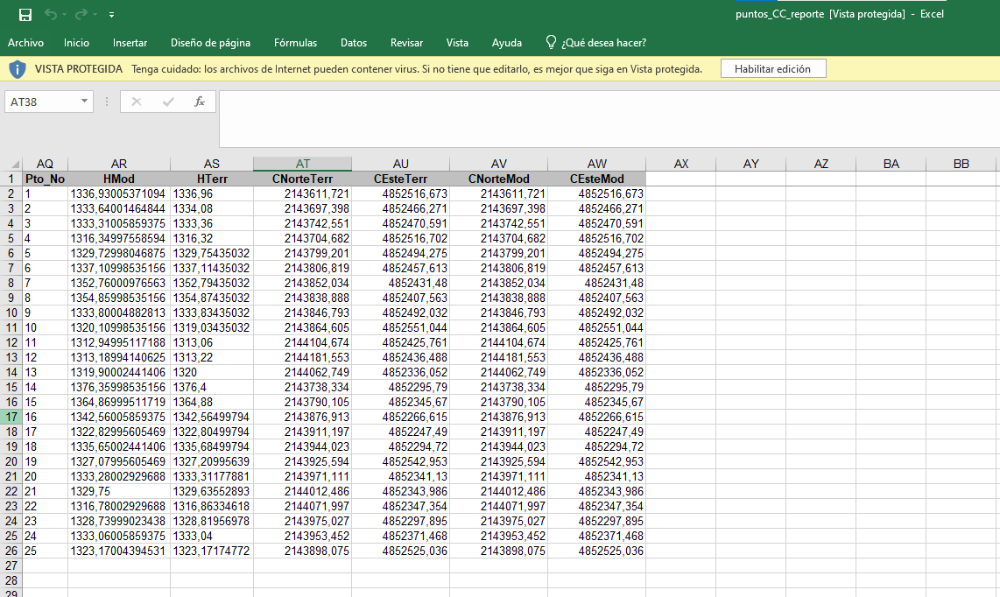 puntos_CC_reporte [Vista protegida] - Excel
Archivo Inicio Insertar Diseño de página Fórmulas Datos Revisar Vista Ayuda ¿Qué desea hacer?
VISTA PROTEGIDA Tenga cuidado: los archivos de Internet pueden contener virus. Si no tiene que editarlo, es mejor que siga en Vista protegida. Habilitar edición
AT38 fx
AQ AR AS AT AU AV AW AX AY AZ BA BB
1 Pto_No HMod HTerr CNorteTerr CEsteTerr CNorteMod CEsteMod
2 1 1336,93005371094 1336,96 2143611,721 4852516,673 2143611,721 4852516,673
3 2 1333,64001464844 1334,08 2143697,398 4852466,271 2143697,398 4852466,271
4 3 1333,31005859375 1333,36 2143742,551 4852470,591 2143742,551 4852470,591
5 4 1316,34997558594 1316,32 2143704,682 4852516,702 2143704,682 4852516,702
6 5 1329,72998046875 1329,75435032 2143799,201 4852494,275 2143799,201 4852494,275
7 6 1337,10998535156 1337,11435032 2143806,819 4852457,613 2143806,819 4852457,613
8 7 1352,76000976563 1352,79435032 2143852,034 4852431,48 2143852,034 4852431,48
9 8 1354,85998535156 1354,87435032 2143838,888 4852407,563 2143838,888 4852407,563
10 9 1333,80004882813 1333,83435032 2143846,793 4852492,032 2143846,793 4852492,032
11 10 1320,10998535156 1319,03435032 2143864,605 4852551,044 2143864,605 4852551,044
12 11 1312,94995117188 1313,06 2144104,674 4852425,761 2144104,674 4852425,761
13 12 1313,18994140625 1313,22 2144181,553 4852436,488 2144181,553 4852436,488
14 13 1319,90002441406 1320 2144062,749 4852336,052 2144062,749 4852336,052
15 14 1376,35998535156 1376,4 2143738,334 4852295,79 2143738,334 4852295,79
16 15 1364,86999511719 1364,88 2143790,105 4852345,67 2143790,105 4852345,67
17 16 1342,56005859375 1342,56499794 2143876,913 4852266,615 2143876,913 4852266,615
18 17 1322,82995605469 1322,80499794 2143911,197 4852247,49 2143911,197 4852247,49
19 18 1335,65002441406 1335,68499794 2143944,023 4852294,72 2143944,023 4852294,72
20 19 1327,07995605469 1327,20995639 2143925,594 4852542,953 2143925,594 4852542,953
21 20 1333,28002929688 1333,31177881 2143971,111 4852341,13 2143971,111 4852341,13
22 21 1329,75 1329,63552893 2144012,486 4852343,986 2144012,486 4852343,986
23 22 1316,78002929688 1316,86334618 2144071,997 4852347,354 2144071,997 4852347,354
24 23 1328,73999023438 1328,81956978 2143975,027 4852297,895 2143975,027 4852297,895
25 24 1333,06005859375 1333,04 2143953,452 4852371,468 2143953,452 4852371,468
26 25 1323,17004394531 1323,17174772 2143898,075 4852525,036 2143898,075 4852525,036
27
28
29